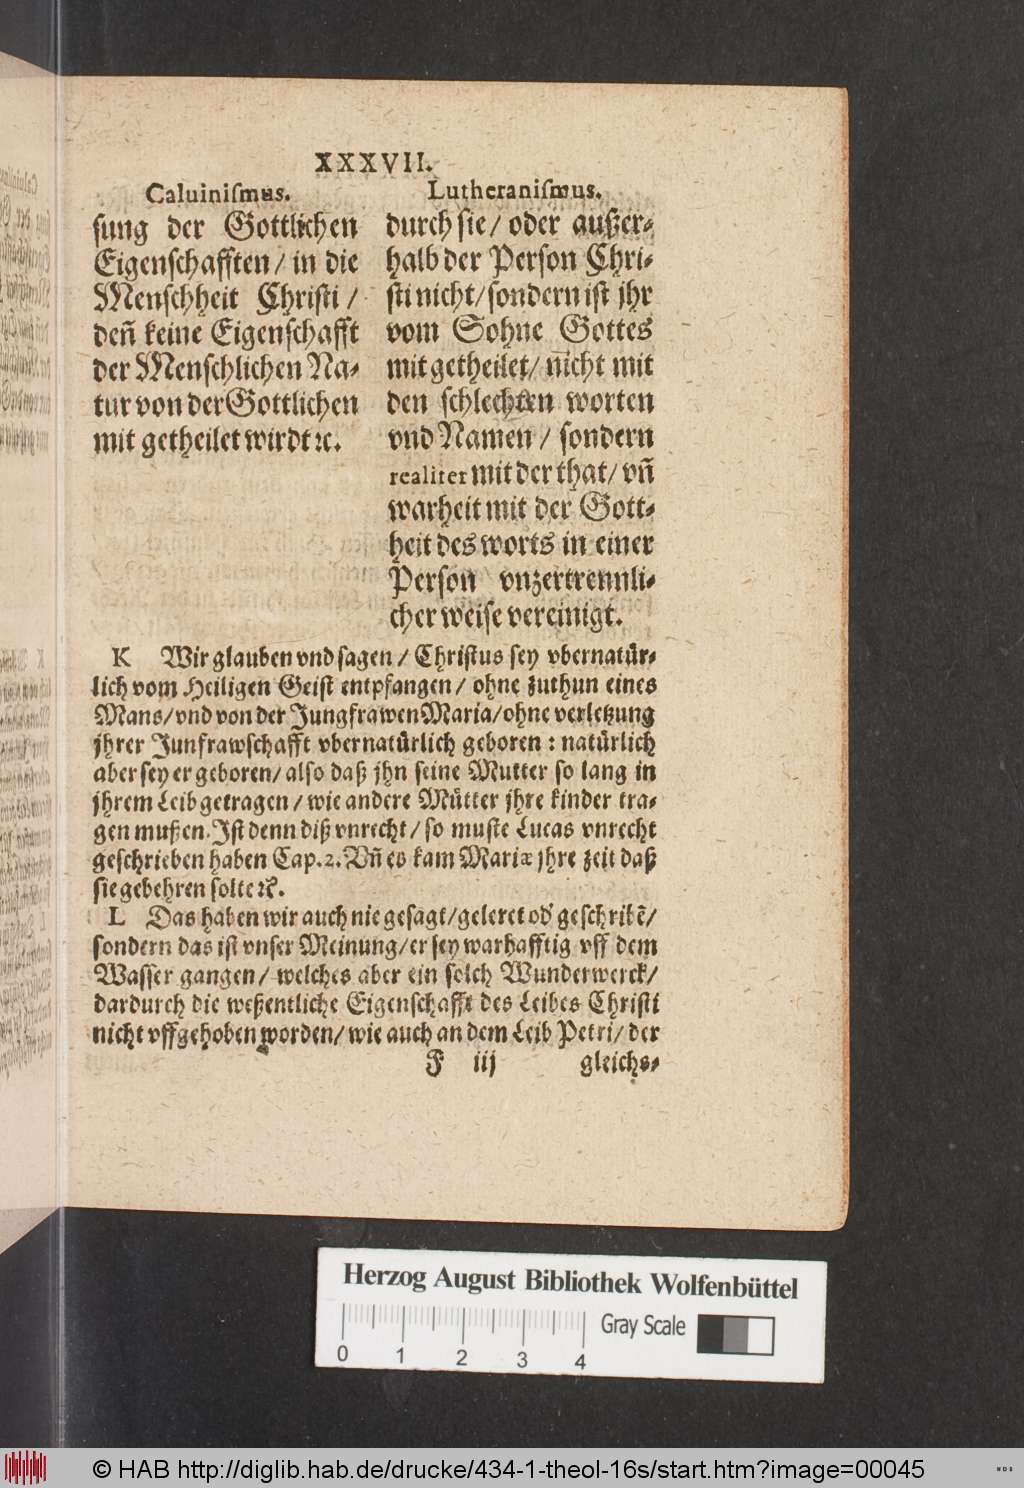 XXXVII.
Caluiniſmus.
ſung der Gottlichen
Eigenſchafften / in die
Menſchheit Chriſti /
deñ keine Eigenſchafft
der Menſchlichen Na⸗
tur von der Gottlichen
mit getheilet wirdt ꝛc.
Lutheraniſmus.
durch ſie / oder außer⸗
halb der Perſon Chri⸗
ſti nicht / ſondern iſt jhr
vom Sohne Gottes
mit getheilet / nicht mit
den ſchlechten worten
vnd Namen / ſondern
realiter mit der that / vñ
warheit mit der Gott⸗
heit des worts in einer
Perſon vnzertrennli⸗
cher weiſe vereinigt.
K Wir glauben vnd ſagen / Chriſtus ſey vbernatür⸗
lich vom Heiligen Geiſt entpfangen / ohne zuthun eines
Mans / vnd von der Jungfrawen Maria / ohne verletzung
jhrer Junfrawſchafft vbernatürlich geboren : natürlich
aber ſey er geboren / alſo daß jhn ſeine Mutter ſo lang in
jhrem Leib getragen / wie andere Mütter jhre kinder tra⸗
gen mußen. Iſt denn diß vnrecht / ſo muſte Lucas vnrecht
geſchrieben haben Cap. 2. Vñ es kam Mariæ jhre zeit daß
ſie gebehren ſolte ꝛc.
L Das haben wir auch nie geſagt / geleret od' geſchribẽ /
ſondern das iſt vnſer Meinung / er ſey warhafftig vff dem
Waſſer gangen / welches aber ein ſolch Wunderwerck /
dardurch die weßentliche Eigenſchafft des Leibes Chriſti
nicht vffgehoben worden / wie auch an dem Leib Petri / der
F iij gleichs⸗
Herzog August Bibliothek Wolfenbüttel
Gray Scale
0 1 2 3 4
© HAB http://diglib.hab.de/drucke/434-1-theol-16s/start.htm?image=00045